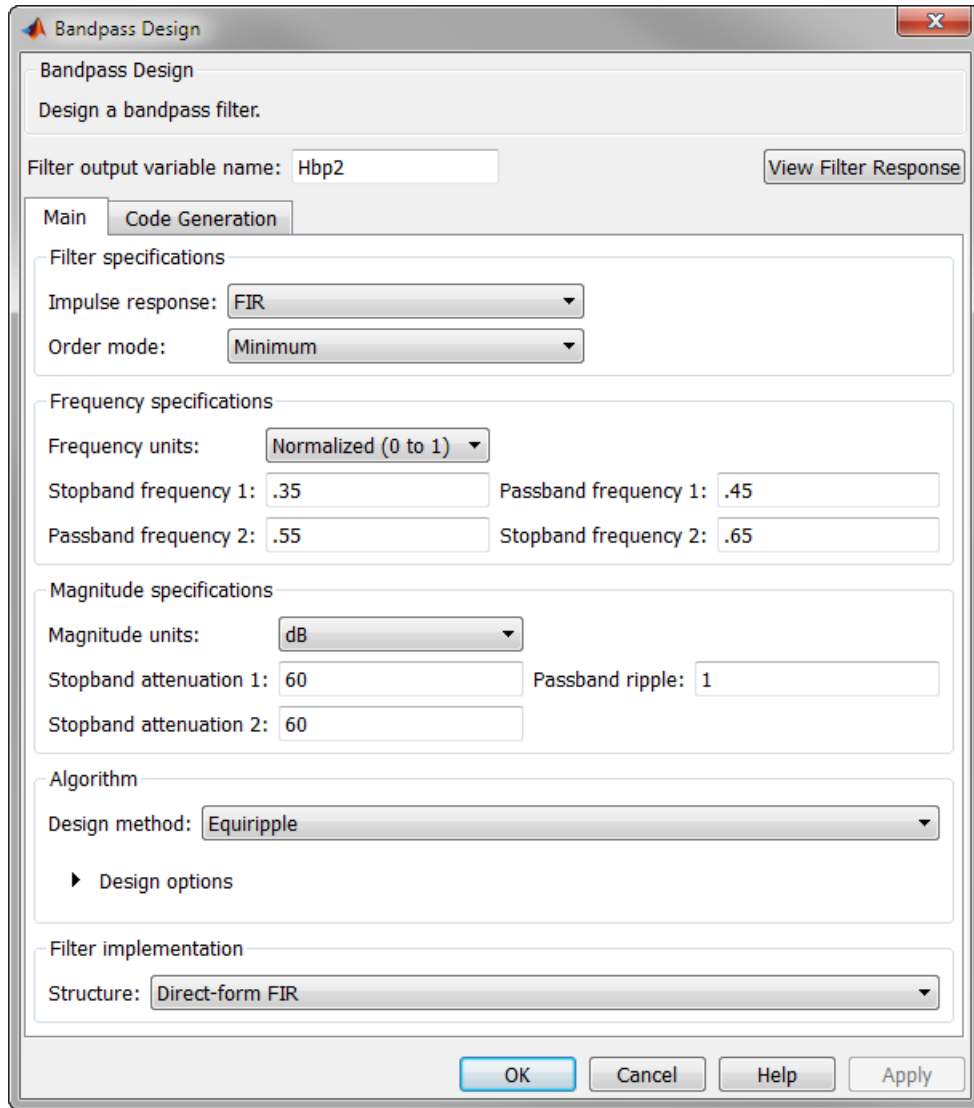 Bandpass Design
Bandpass Design
Design a bandpass filter.
Filter output variable name: Hbp2 View Filter Response
Main Code Generation
Filter specifications
Impulse response: FIR
Order mode: Minimum
Frequency specifications
Frequency units: Normalized (0 to 1)
Stopband frequency 1: .35 Passband frequency 1: .45
Passband frequency 2: .55 Stopband frequency 2: .65
Magnitude specifications
Magnitude units: dB
Stopband attenuation 1: 60 Passband ripple: 1
Stopband attenuation 2: 60
Algorithm
Design method: Equiripple
Design options
Filter implementation
Structure: Direct-form FIR
OK Cancel Help Apply